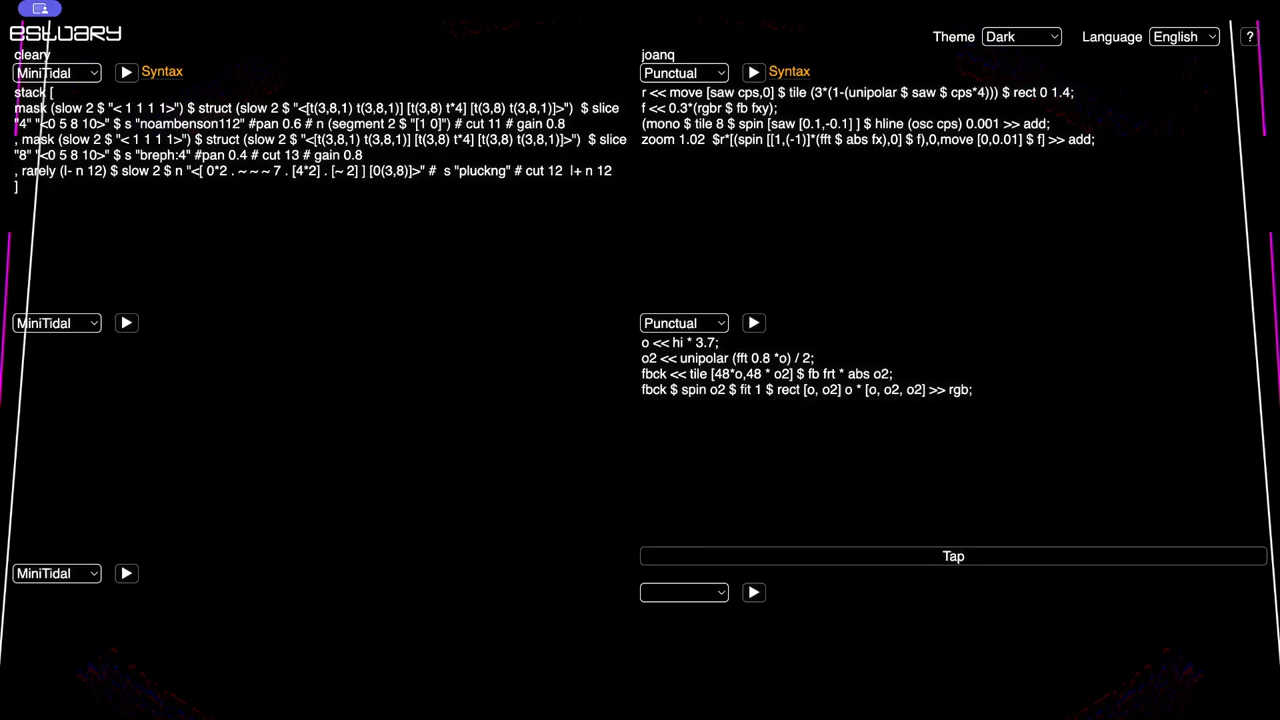 estuary
Theme Dark Language English ?
cleary
MiniTidal Syntax
stack [
mask (slow 2 $ "< 1 1 1 1>") $ struct (slow 2 $ "<[t(3,8,1) t(3,8,1)] [t(3,8) t*4] [t(3,8) t(3,8,1)]>")  $ slice
"4" "<0 5 8 10>" $ s "noambenson112" #pan 0.6 # n (segment 2 $ "[1 0]") # cut 11 # gain 0.8
, mask (slow 2 $ "< 1 1 1 1>") $ struct (slow 2 $ "<[t(3,8,1) t(3,8,1)] [t(3,8) t*4] [t(3,8) t(3,8,1)]>")  $ slice
"8" "<0 5 8 10>" $ s "breph:4" #pan 0.4 # cut 13 # gain 0.8
, rarely (|- n 12) $ slow 2 $ n "<[ 0*2 . ~ ~ ~ 7 . [4*2] . [~ 2] ] [0(3,8)]>" #  s "pluckng" # cut 12  |+ n 12
]
joanq
Punctual Syntax
r << move [saw cps,0] $ tile (3*(1-(unipolar $ saw $ cps*4))) $ rect 0 1.4;
f << 0.3*(rgbr $ fb fxy);
(mono $ tile 8 $ spin [saw [0.1,-0.1] ] $ hline (osc cps) 0.001 >> add;
zoom 1.02  $r*[(spin [[1,(-1)]*(fft $ abs fx),0] $ f),0,move [0,0.01] $ f] >> add;
MiniTidal
Punctual
o << hi * 3.7;
o2 << unipolar (fft 0.8 *o) / 2;
fbck << tile [48*o,48 * o2] $ fb frt * abs o2;
fbck $ spin o2 $ fit 1 $ rect [o, o2] o * [o, o2, o2] >> rgb;
MiniTidal
Tap